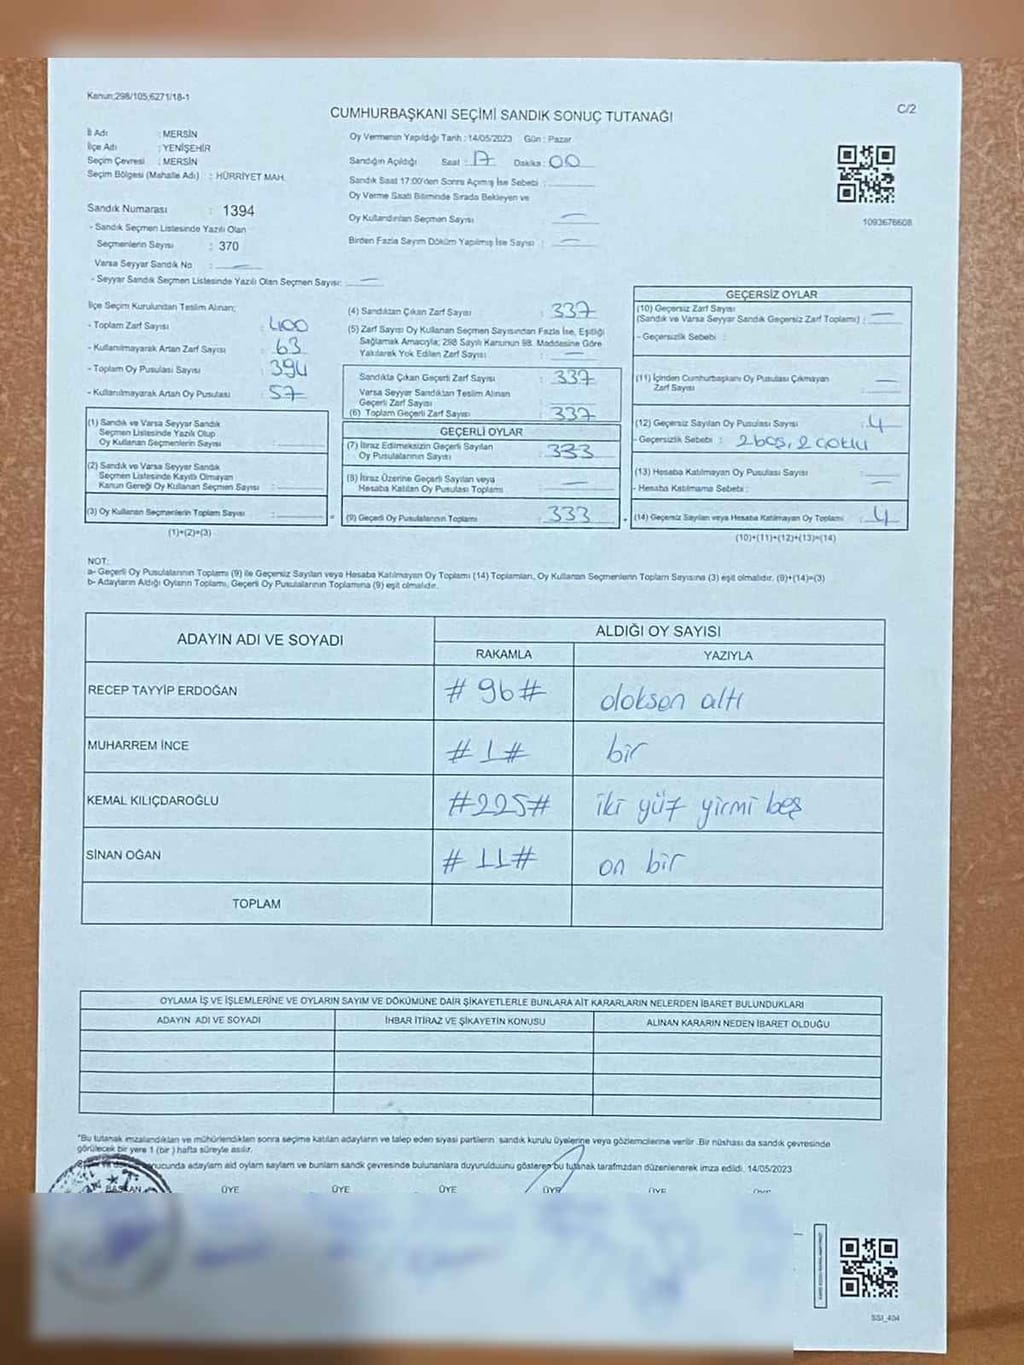 Kanun;298/105,6271/18-1
C/2
CUMHURBAŞKANI SEÇİMİ SANDIK SONUÇ TUTANAĞI
İl Adı : MERSİN
İlçe Adı : YENİŞEHİR
Seçim Çevresi : MERSİN
Seçim Bölgesi (Mahalle Adı) : HÜRRİYET MAH.
Sandık Numarası : 1394
- Sandık Seçmen Listesinde Yazılı Olan
Seçmenlerin Sayısı : 370
Varsa Seyyar Sandık No :
- Seyyar Sandık Seçmen Listesinde Yazılı Olan Seçmen Sayısı:
Oy Vermenin Yapıldığı Tarih : 14/05/2023 Gün : Pazar
Sandığın Açıldığı Saat : 17 Dakika : 00
Sandık Saat 17:00'den Sonra Açılmış İse Sebebi :
Oy Verme Saati Bitiminde Sırada Bekleyen ve
Oy Kullandırılan Seçmen Sayısı :
Birden Fazla Sayım Döküm Yapılmış İse Sayısı :
1093676608
İlçe Seçim Kurulundan Teslim Alınan;
- Toplam Zarf Sayısı : 400
- Kullanılmayarak Artan Zarf Sayısı : 63
- Toplam Oy Pusulası Sayısı : 394
- Kullanılmayarak Artan Oy Pusulası : 57
(1) Sandık ve Varsa Seyyar Sandık
Seçmen Listesinde Yazılı Olup
Oy Kullanan Seçmenlerin Sayısı :
(2) Sandık ve Varsa Seyyar Sandık
Seçmen Listesinde Kayıtlı Olmayan
Kanun Gereği Oy Kullanan Seçmen Sayısı :
(3) Oy Kullanan Seçmenlerin Toplam Sayısı :
(1)+(2)=(3)
(4) Sandıktan Çıkan Zarf Sayısı : 337
(5) Zarf Sayısı Oy Kullanan Seçmen Sayısından Fazla İse, Eşitliği
Sağlamak Amacıyla; 298 Sayılı Kanunun 98. Maddesine Göre
Yakılarak Yok Edilen Zarf Sayısı :
Sandıkta Çıkan Geçerli Zarf Sayısı : 337
Varsa Seyyar Sandıktan Teslim Alınan
Geçerli Zarf Sayısı :
(6) Toplam Geçerli Zarf Sayısı : 337
GEÇERLİ OYLAR
(7) İtiraz Edilmeksizin Geçerli Sayılan
Oy Pusulalarının Sayısı : 333
(8) İtiraz Üzerine Geçerli Sayılan veya
Hesaba Katılan Oy Pusulası Toplamı :
(9) Geçerli Oy Pusulalarının Toplamı : 333
GEÇERSİZ OYLAR
(10) Geçersiz Zarf Sayısı
(Sandık ve Varsa Seyyar Sandık Geçersiz Zarf Toplamı) :
- Geçersizlik Sebebi :
(11) İçinden Cumhurbaşkanı Oy Pusulası Çıkmayan
Zarf Sayısı :
(12) Geçersiz Sayılan Oy Pusulası Sayısı : 4
- Geçersizlik Sebebi : 2 boş, 2 çoklu
(13) Hesaba Katılmayan Oy Pusulası Sayısı :
- Hesaba Katılmama Sebebi :
(14) Geçersiz Sayılan veya Hesaba Katılmayan Oy Toplamı : 4
(10)+(11)+(12)+(13)=(14)
NOT:
a- Geçerli Oy Pusulalarının Toplamı (9) ile Geçersiz Sayılan veya Hesaba Katılmayan Oy Toplamı (14) Toplamları, Oy Kullanan Seçmenlerin Toplam Sayısına (3) eşit olmalıdır. (9)+(14)=(3)
b- Adayların Aldığı Oyların Toplamı, Geçerli Oy Pusulalarının Toplamına (9) eşit olmalıdır.
ADAYIN ADI VE SOYADI
ALDIĞI OY SAYISI
RAKAMLA YAZIYLA
RECEP TAYYİP ERDOĞAN #96# doksan altı
MUHARREM İNCE #1# bir
KEMAL KILIÇDAROĞLU #225# iki yüz yirmi beş
SİNAN OĞAN #11# on bir
TOPLAM
OYLAMA İŞ VE İŞLEMLERİNE VE OYLARIN SAYIM VE DÖKÜMÜNE DAİR ŞİKAYETLERLE BUNLARA AİT KARARLARIN NELERDEN İBARET BULUNDUKLARI
ADAYIN ADI VE SOYADI İHBAR İTİRAZ VE ŞİKAYETİN KONUSU ALINAN KARARIN NEDEN İBARET OLDUĞU
*Bu tutanak imzalandıktan ve mühürlendikten sonra seçime katılan adayların ve talep eden siyasi partilerin sandık kurulu üyelerine veya gözlemcilerine verilir .Bir nüshası da sandık çevresinde
görülecek bir yere 1 (bir ) hafta süreyle asılır.
sonucunda adayların aid oyların sayıları ve bunların sandık çevresinde bulunanlara duyurulduğunu gösteren bu tutanak tarafımızdan düzenlenerek imza edildi. 14/05/2023
BAŞKAN ÜYE ÜYE ÜYE ÜYE ÜYE ÜYE
SSI_404